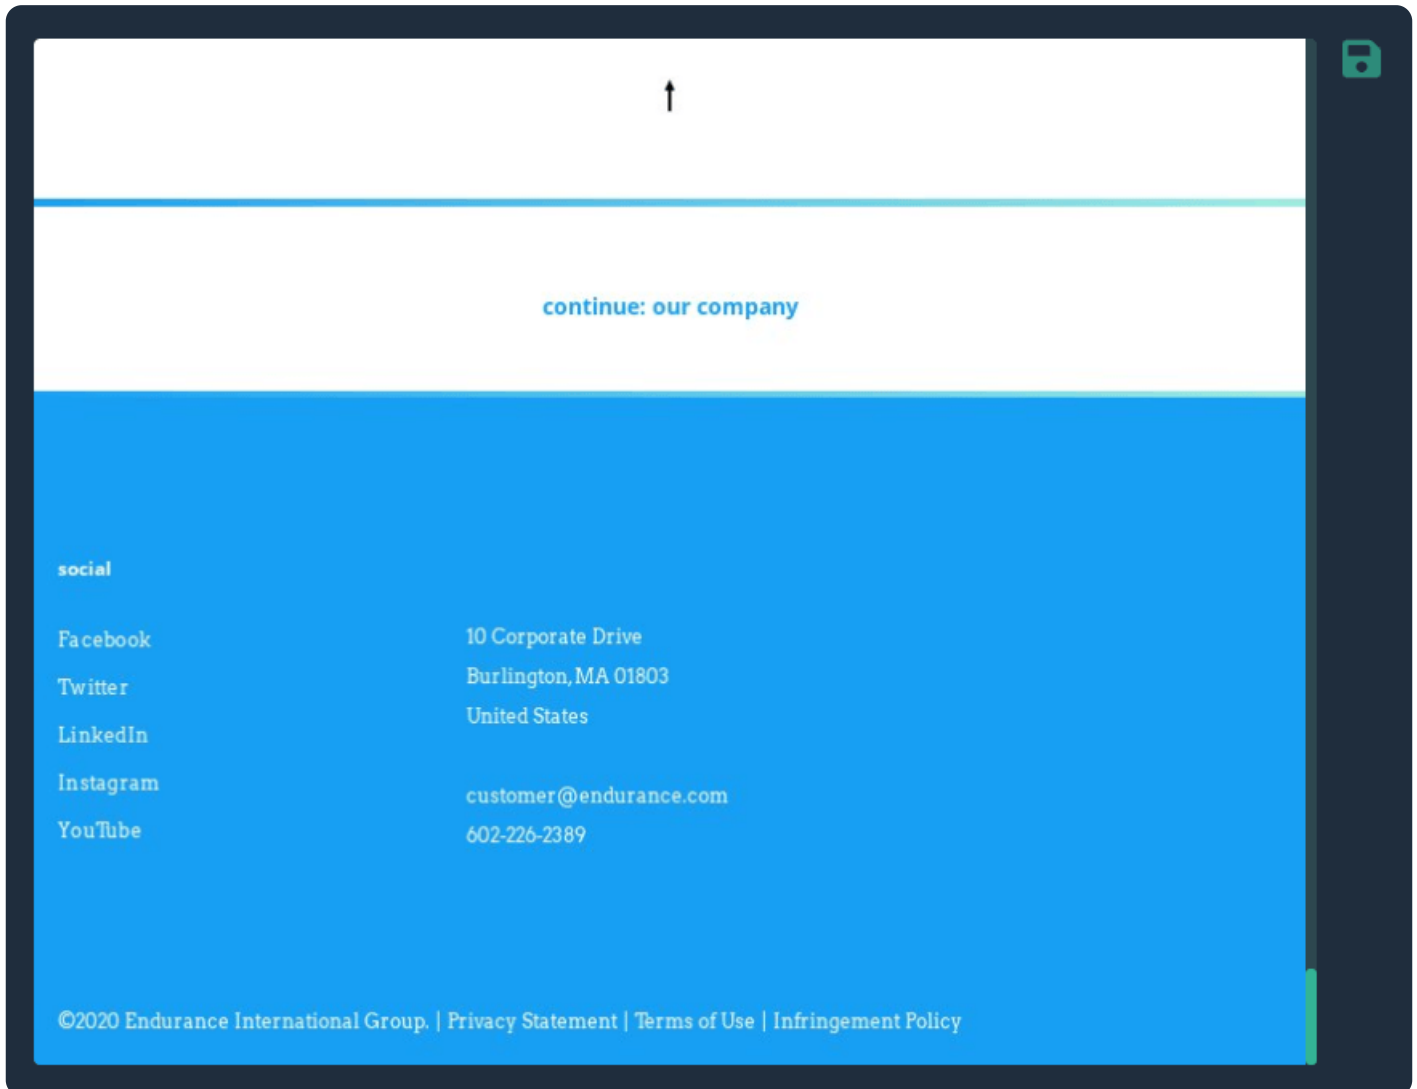 continue: our company
social
Facebook
Twitter
LinkedIn
Instagram
YouTube
10 Corporate Drive
Burlington, MA 01803
United States
customer@endurance.com
602-226-2389
©2020 Endurance International Group. | Privacy Statement | Terms of Use | Infringement Policy